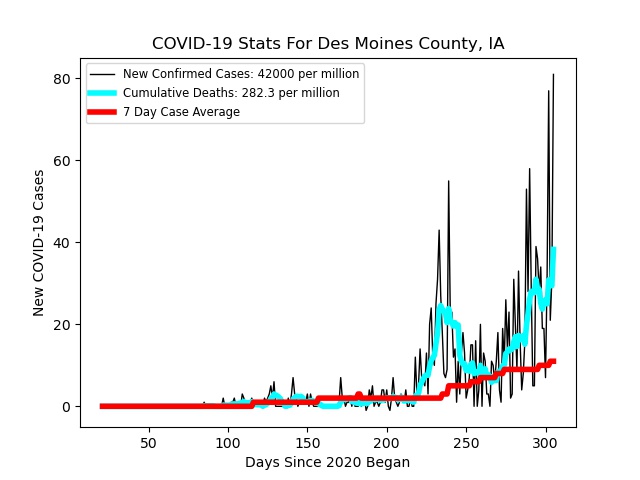 COVID-19 Stats For Des Moines County, IA
New Confirmed Cases: 42000 per million
Cumulative Deaths: 282.3 per million
7 Day Case Average
New COVID-19 Cases
80
60
40
20
0
50 100 150 200 250 300
Days Since 2020 Began